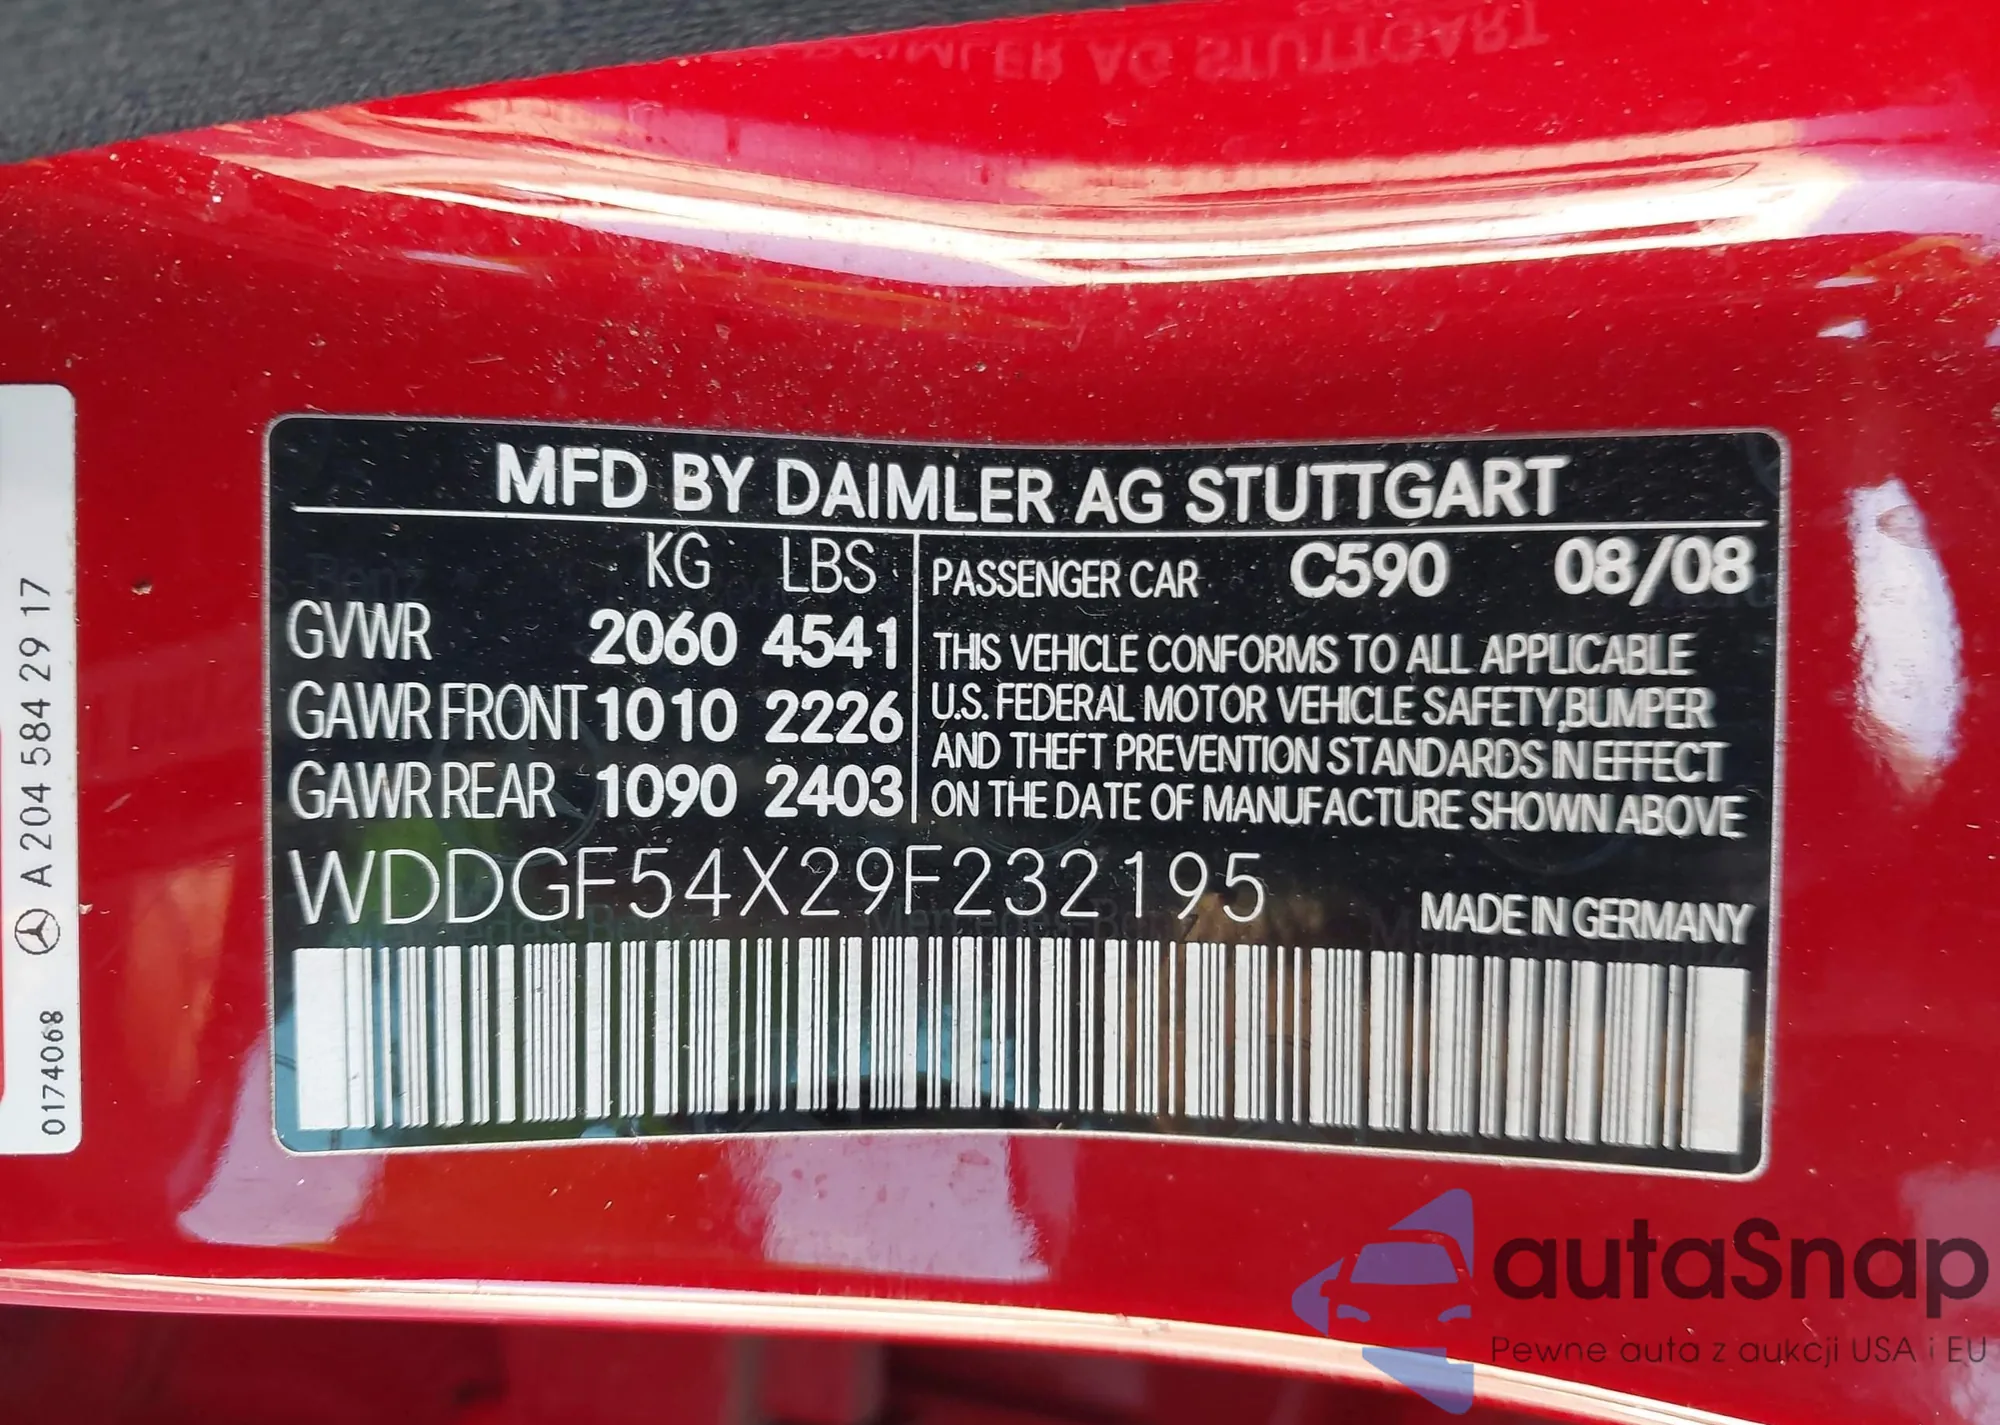 MFD BY DAIMLER AG STUTTGART
KG LBS
GVWR 2060 4541
GAWR FRONT 1010 2226
GAWR REAR 1090 2403
PASSENGER CAR C590 08/08
THIS VEHICLE CONFORMS TO ALL APPLICABLE
U.S. FEDERAL MOTOR VEHICLE SAFETY, BUMPER
AND THEFT PREVENTION STANDARDS IN EFFECT
ON THE DATE OF MANUFACTURE SHOWN ABOVE
WDDGF54X29F232195
MADE IN GERMANY
A 204 584 29 17
0174068
autaSnap
Pewne auta z aukcji USA i EU